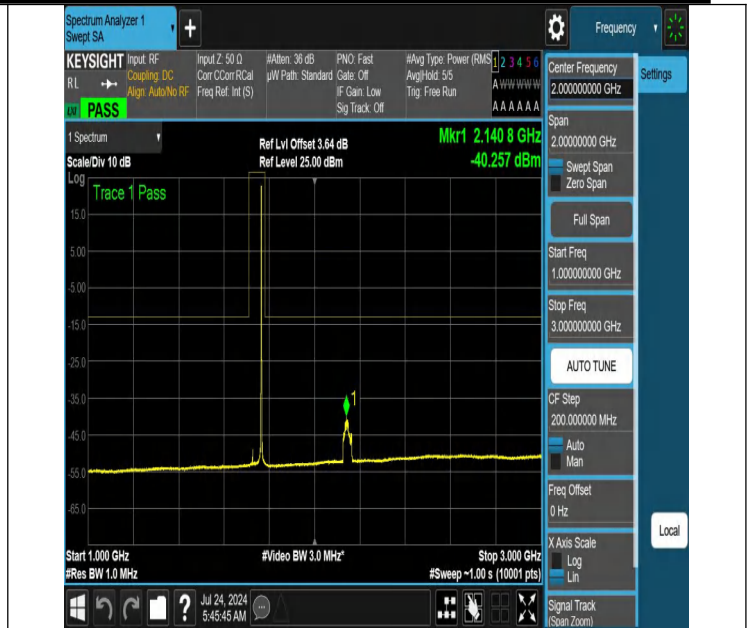 Spectrum Analyzer 1
Swept SA
+
Frequency
KEYSIGHT
RL
PASS
Input: RF
Coupling: DC
Align: Auto/No RF
Input Z: 50 Ω
Corr CCorr RCal
Freq Ref: Int (S)
#Atten: 36 dB
µW Path: Standard
PNO: Fast
Gate: Off
IF Gain: Low
Sig Track: Off
#Avg Type: Power (RMS
Avg|Hold: 5/5
Trig: Free Run
1 2 3 4 5 6
A W W W W W
A A A A A A
1 Spectrum
Scale/Div 10 dB
Log
Ref Lvl Offset 3.64 dB
Ref Level 25.00 dBm
Mkr1 2.140 8 GHz
-40.257 dBm
Trace 1 Pass
15.0
5.00
-5.00
-15.0
-25.0
-35.0
-45.0
-55.0
-65.0
1
Start 1.000 GHz
#Res BW 1.0 MHz
#Video BW 3.0 MHz*
Stop 3.000 GHz
#Sweep ~1.00 s (10001 pts)
?
Jul 24, 2024
5:45:45 AM
Center Frequency
2.000000000 GHz
Span
2.00000000 GHz
Swept Span
Zero Span
Full Span
Start Freq
1.000000000 GHz
Stop Freq
3.000000000 GHz
AUTO TUNE
CF Step
200.000000 MHz
Auto
Man
Freq Offset
0 Hz
X Axis Scale
Log
Lin
Signal Track
(Span Zoom)
Settings
Local